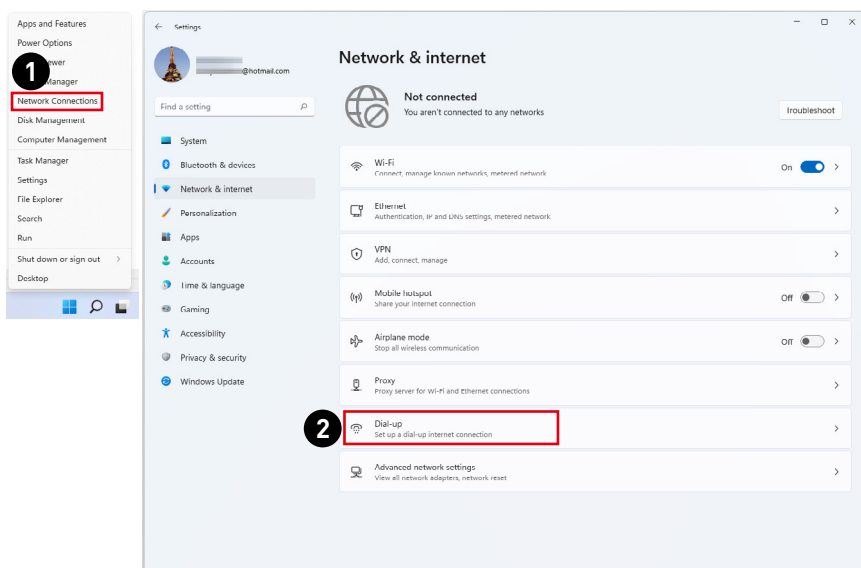 Apps and Features
Power Options
ewer
1
Manager
Network Connections
Disk Management
Computer Management
Task Manager
Settings
File Explorer
Search
Run
Shut down or sign out
Desktop
Settings
@hotmail.com
Find a setting
System
Bluetooth & devices
Network & internet
Personalization
Apps
Accounts
Time & language
Gaming
Accessibility
Privacy & security
Windows Update
Network & internet
Not connected
You aren't connected to any networks
Troubleshoot
Wi-Fi
Connect, manage known networks, metered network
On
Ethernet
Authentication, IP and DNS settings, metered network
VPN
Add, connect, manage
Mobile hotspot
Share your internet connection
Off
Airplane mode
Stop all wireless communication
Off
Proxy
Proxy server for Wi-Fi and Ethernet connections
2
Dial-up
Set up a dial-up internet connection
Advanced network settings
View all network adapters, network reset